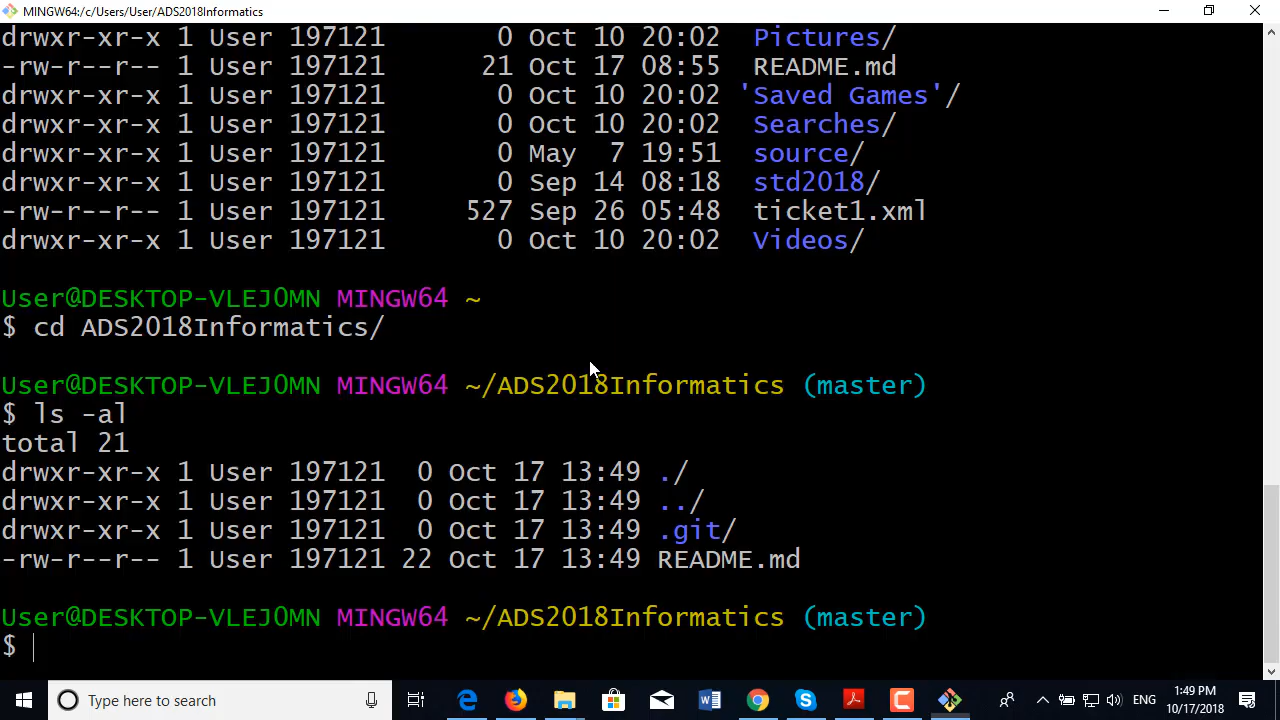 MINGW64:/c/Users/User/ADS2018Informatics
drwxr-xr-x 1 User 197121       0 Oct 10 20:02  Pictures/
-rw-r--r-- 1 User 197121      21 Oct 17 08:55  README.md
drwxr-xr-x 1 User 197121       0 Oct 10 20:02 'Saved Games'/
drwxr-xr-x 1 User 197121       0 Oct 10 20:02  Searches/
drwxr-xr-x 1 User 197121       0 May  7 19:51  source/
drwxr-xr-x 1 User 197121       0 Sep 14 08:18  std2018/
-rw-r--r-- 1 User 197121     527 Sep 26 05:48  ticket1.xml
drwxr-xr-x 1 User 197121       0 Oct 10 20:02  Videos/
User@DESKTOP-VLEJ0MN MINGW64 ~
$ cd ADS2018Informatics/
User@DESKTOP-VLEJ0MN MINGW64 ~/ADS2018Informatics (master)
$ ls -al
total 21
drwxr-xr-x 1 User 197121  0 Oct 17 13:49 ./
drwxr-xr-x 1 User 197121  0 Oct 17 13:49 ../
drwxr-xr-x 1 User 197121  0 Oct 17 13:49 .git/
-rw-r--r-- 1 User 197121 22 Oct 17 13:49 README.md
User@DESKTOP-VLEJ0MN MINGW64 ~/ADS2018Informatics (master)
$
Type here to search
ENG
1:49 PM
10/17/2018